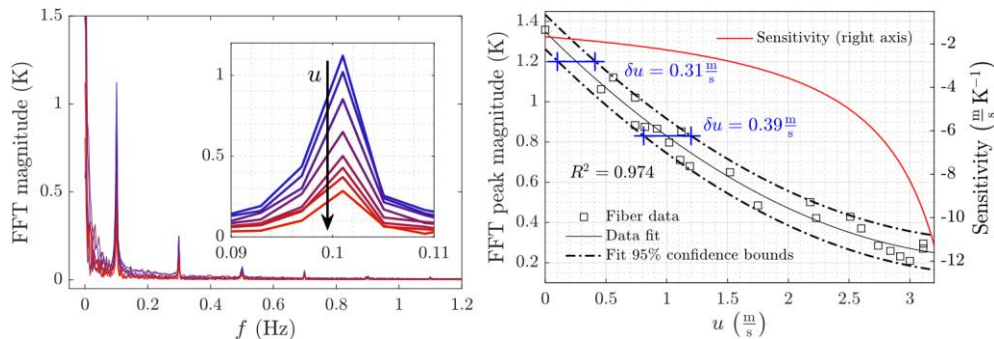 FFT magnitude (K)
1.5
1
0.5
0
0 0.2 0.4 0.6 0.8 1 1.2
f (Hz)
u
1
0.5
0
0.09 0.1 0.11
FFT peak magnitude (K)
1.4
1.2
1.0
0.8
0.6
0.4
0.2
0 0.5 1 1.5 2 2.5 3
u (m/s)
Sensitivity (right axis)
δu = 0.31 m/s
δu = 0.39 m/s
R² = 0.974
Fiber data
Data fit
Fit 95% confidence bounds
-2
-4
-6
-8
-10
-12
Sensitivity (m/s K⁻¹)